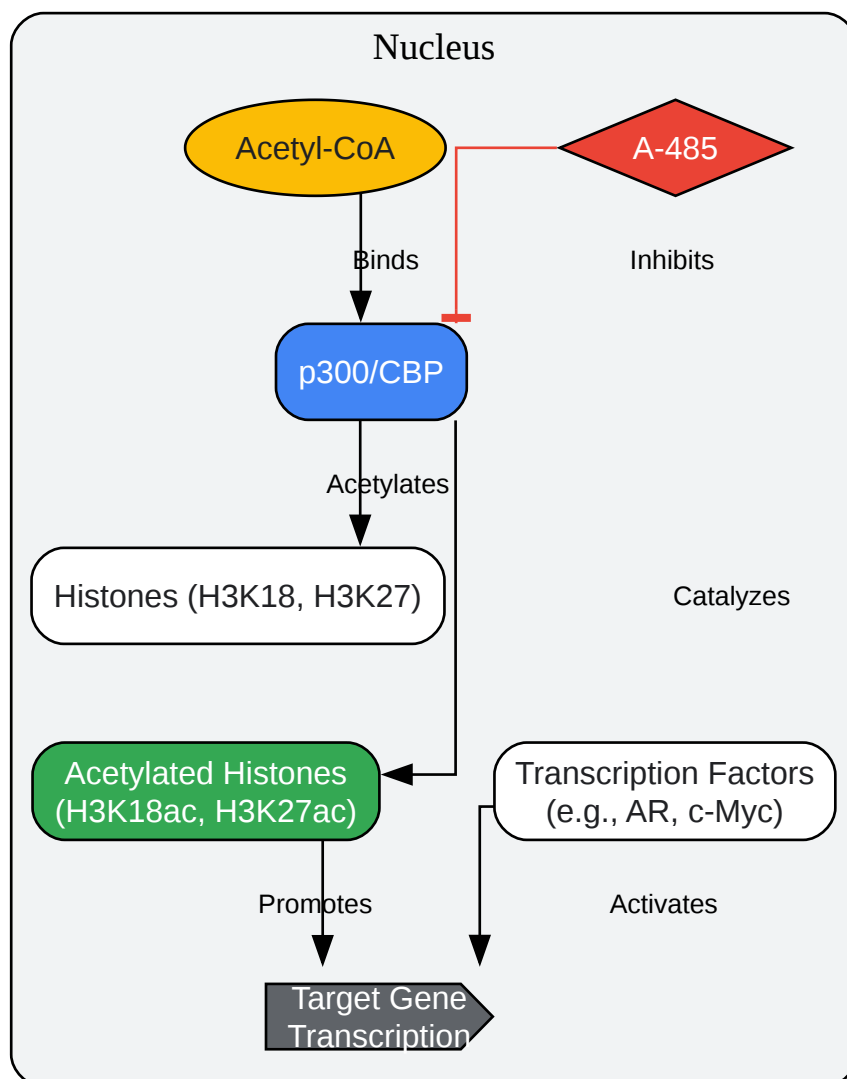 Nucleus
Acetyl-CoA
A-485
Binds
Inhibits
p300/CBP
Acetylates
Histones (H3K18, H3K27)
Catalyzes
Acetylated Histones
(H3K18ac, H3K27ac)
Transcription Factors
(e.g., AR, c-Myc)
Promotes
Activates
Target Gene
Transcription